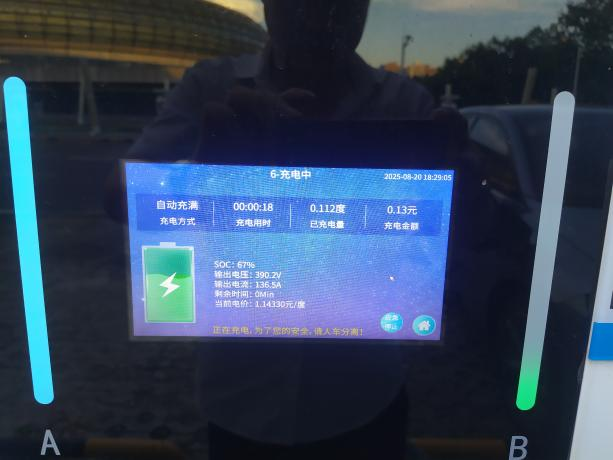 6-充电中
2025-08-20 18:29:05
自动充满 00:00:18 0.112度 0.13元
充电方式 充电用时 已充电量 充电金额
SOC: 67%
输出电压: 390.2V
输出电流: 136.5A
剩余时间: 0Min
当前电价: 1.14330元/度
正在充电,为了您的安全,请人车分离!
停止
A
B